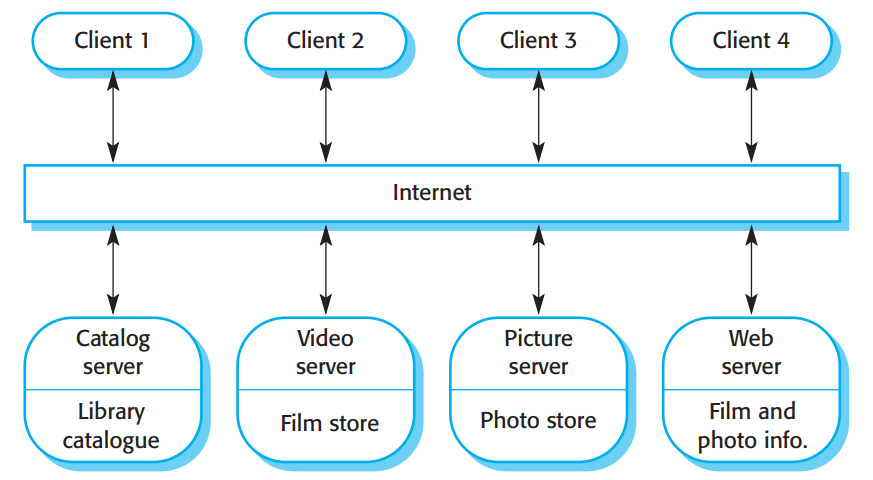 Client 1
Client 2
Client 3
Client 4
Internet
Catalog
server
Library
catalogue
Video
server
Film store
Picture
server
Photo store
Web
server
Film and
photo info.